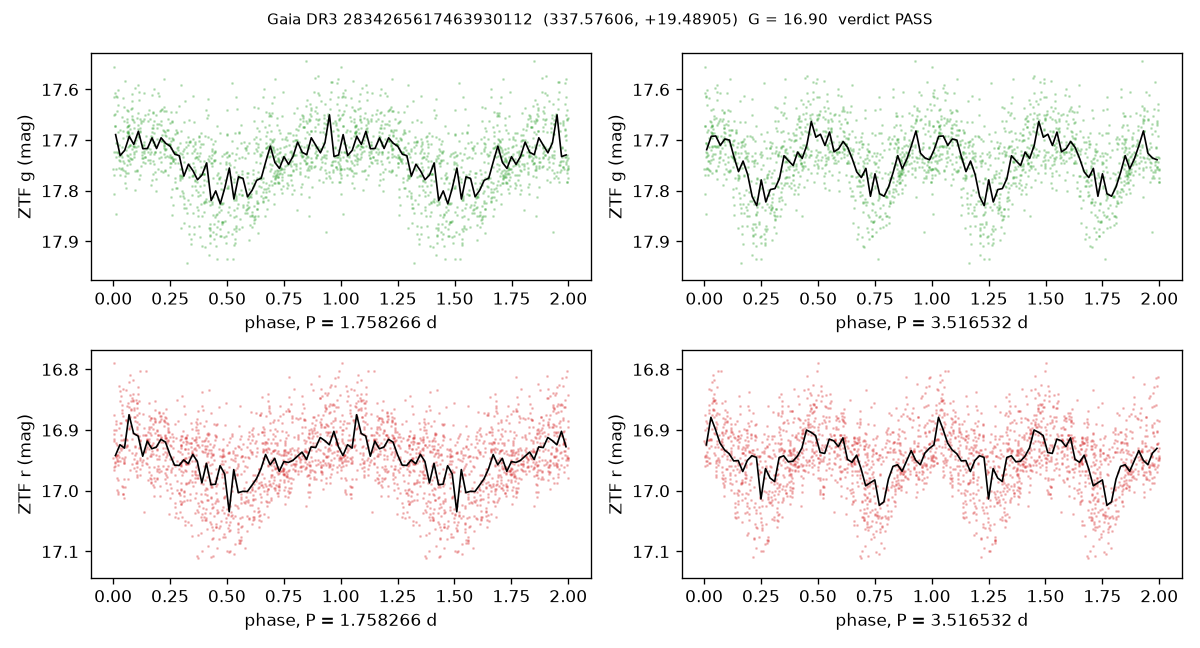 Gaia DR3 2834265617463930112 (337.57606, +19.48905) G = 16.90 verdict PASS
ZTF g (mag)
17.6
17.7
17.8
17.9
0.00 0.25 0.50 0.75 1.00 1.25 1.50 1.75 2.00
phase, P = 1.758266 d
ZTF g (mag)
17.6
17.7
17.8
17.9
0.00 0.25 0.50 0.75 1.00 1.25 1.50 1.75 2.00
phase, P = 3.516532 d
ZTF r (mag)
16.8
16.9
17.0
17.1
0.00 0.25 0.50 0.75 1.00 1.25 1.50 1.75 2.00
phase, P = 1.758266 d
ZTF r (mag)
16.8
16.9
17.0
17.1
0.00 0.25 0.50 0.75 1.00 1.25 1.50 1.75 2.00
phase, P = 3.516532 d